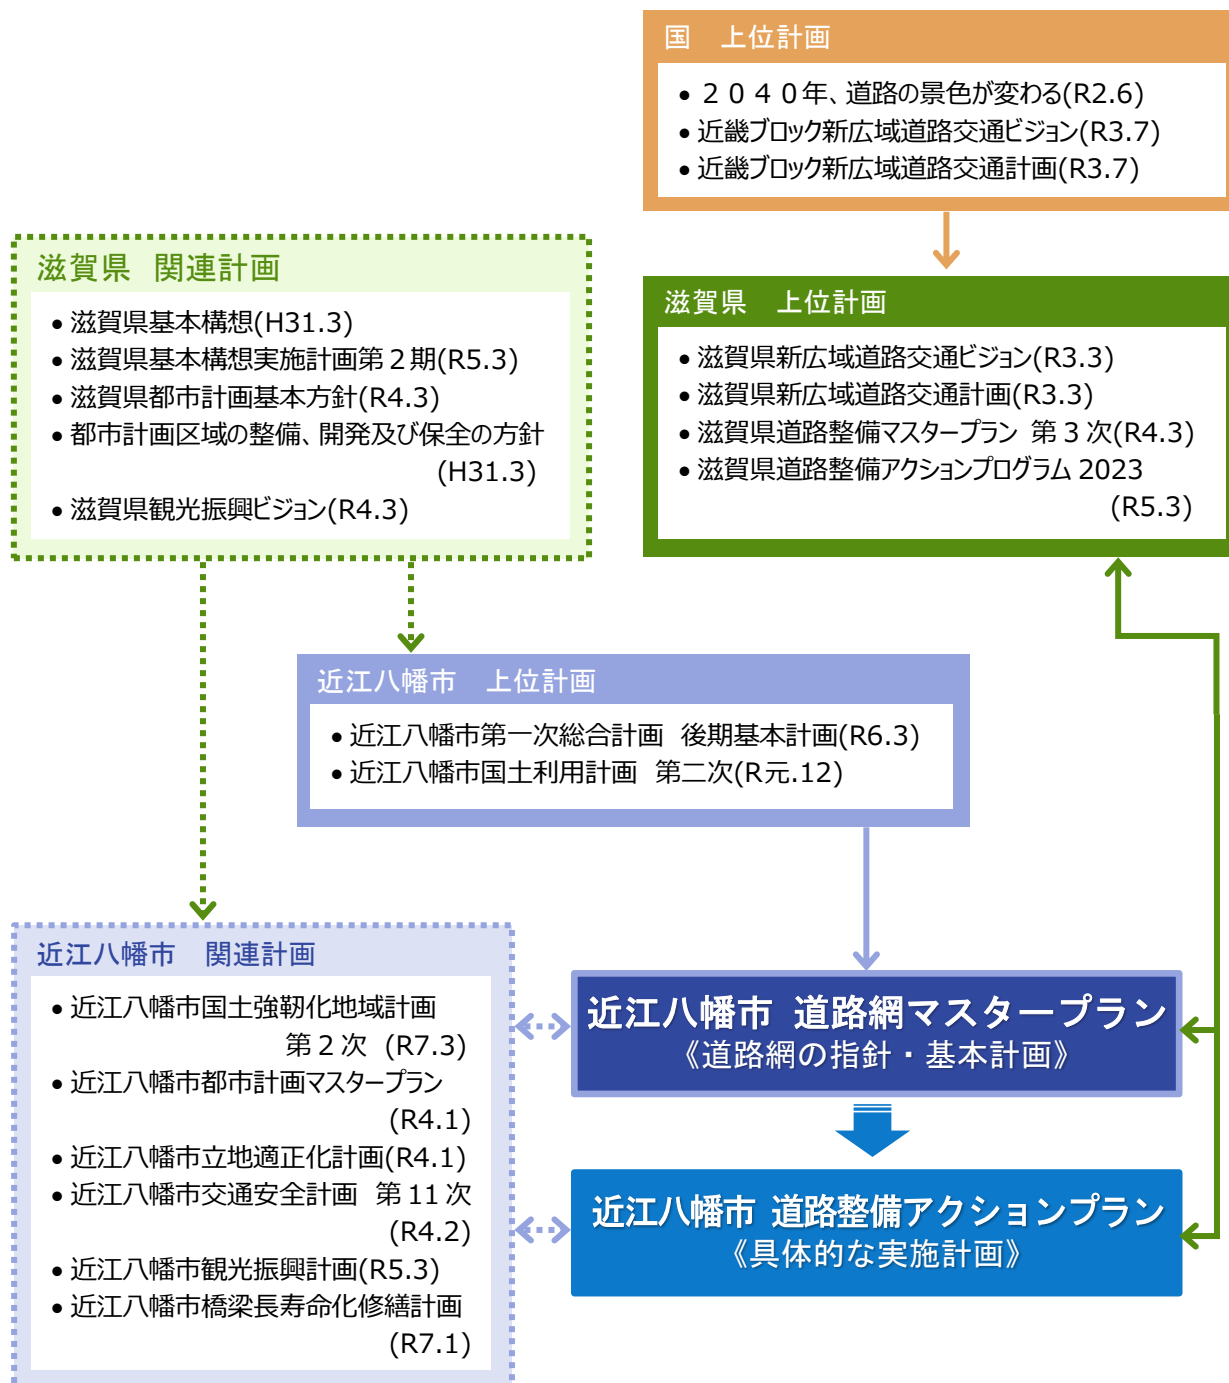 国　上位計画
• ２０４０年、道路の景色が変わる(R2.6)
• 近畿ブロック新広域道路交通ビジョン(R3.7)
• 近畿ブロック新広域道路交通計画(R3.7)
滋賀県　関連計画
• 滋賀県基本構想(H31.3)
• 滋賀県基本構想実施計画第２期(R5.3)
• 滋賀県都市計画基本方針(R4.3)
• 都市計画区域の整備、開発及び保全の方針
(H31.3)
• 滋賀県観光振興ビジョン(R4.3)
滋賀県　上位計画
• 滋賀県新広域道路交通ビジョン(R3.3)
• 滋賀県新広域道路交通計画(R3.3)
• 滋賀県道路整備マスタープラン 第３次(R4.3)
• 滋賀県道路整備アクションプログラム 2023
(R5.3)
近江八幡市　上位計画
• 近江八幡市第一次総合計画　後期基本計画(R6.3)
• 近江八幡市国土利用計画　第二次(R元.12)
近江八幡市　関連計画
• 近江八幡市国土強靭化地域計画
第２次 (R7.3)
• 近江八幡市都市計画マスタープラン
(R4.1)
• 近江八幡市立地適正化計画(R4.1)
• 近江八幡市交通安全計画　第11次
(R4.2)
• 近江八幡市観光振興計画(R5.3)
• 近江八幡市橋梁長寿命化修繕計画
(R7.1)
近江八幡市 道路網マスタープラン
《道路網の指針・基本計画》
近江八幡市 道路整備アクションプラン
《具体的な実施計画》